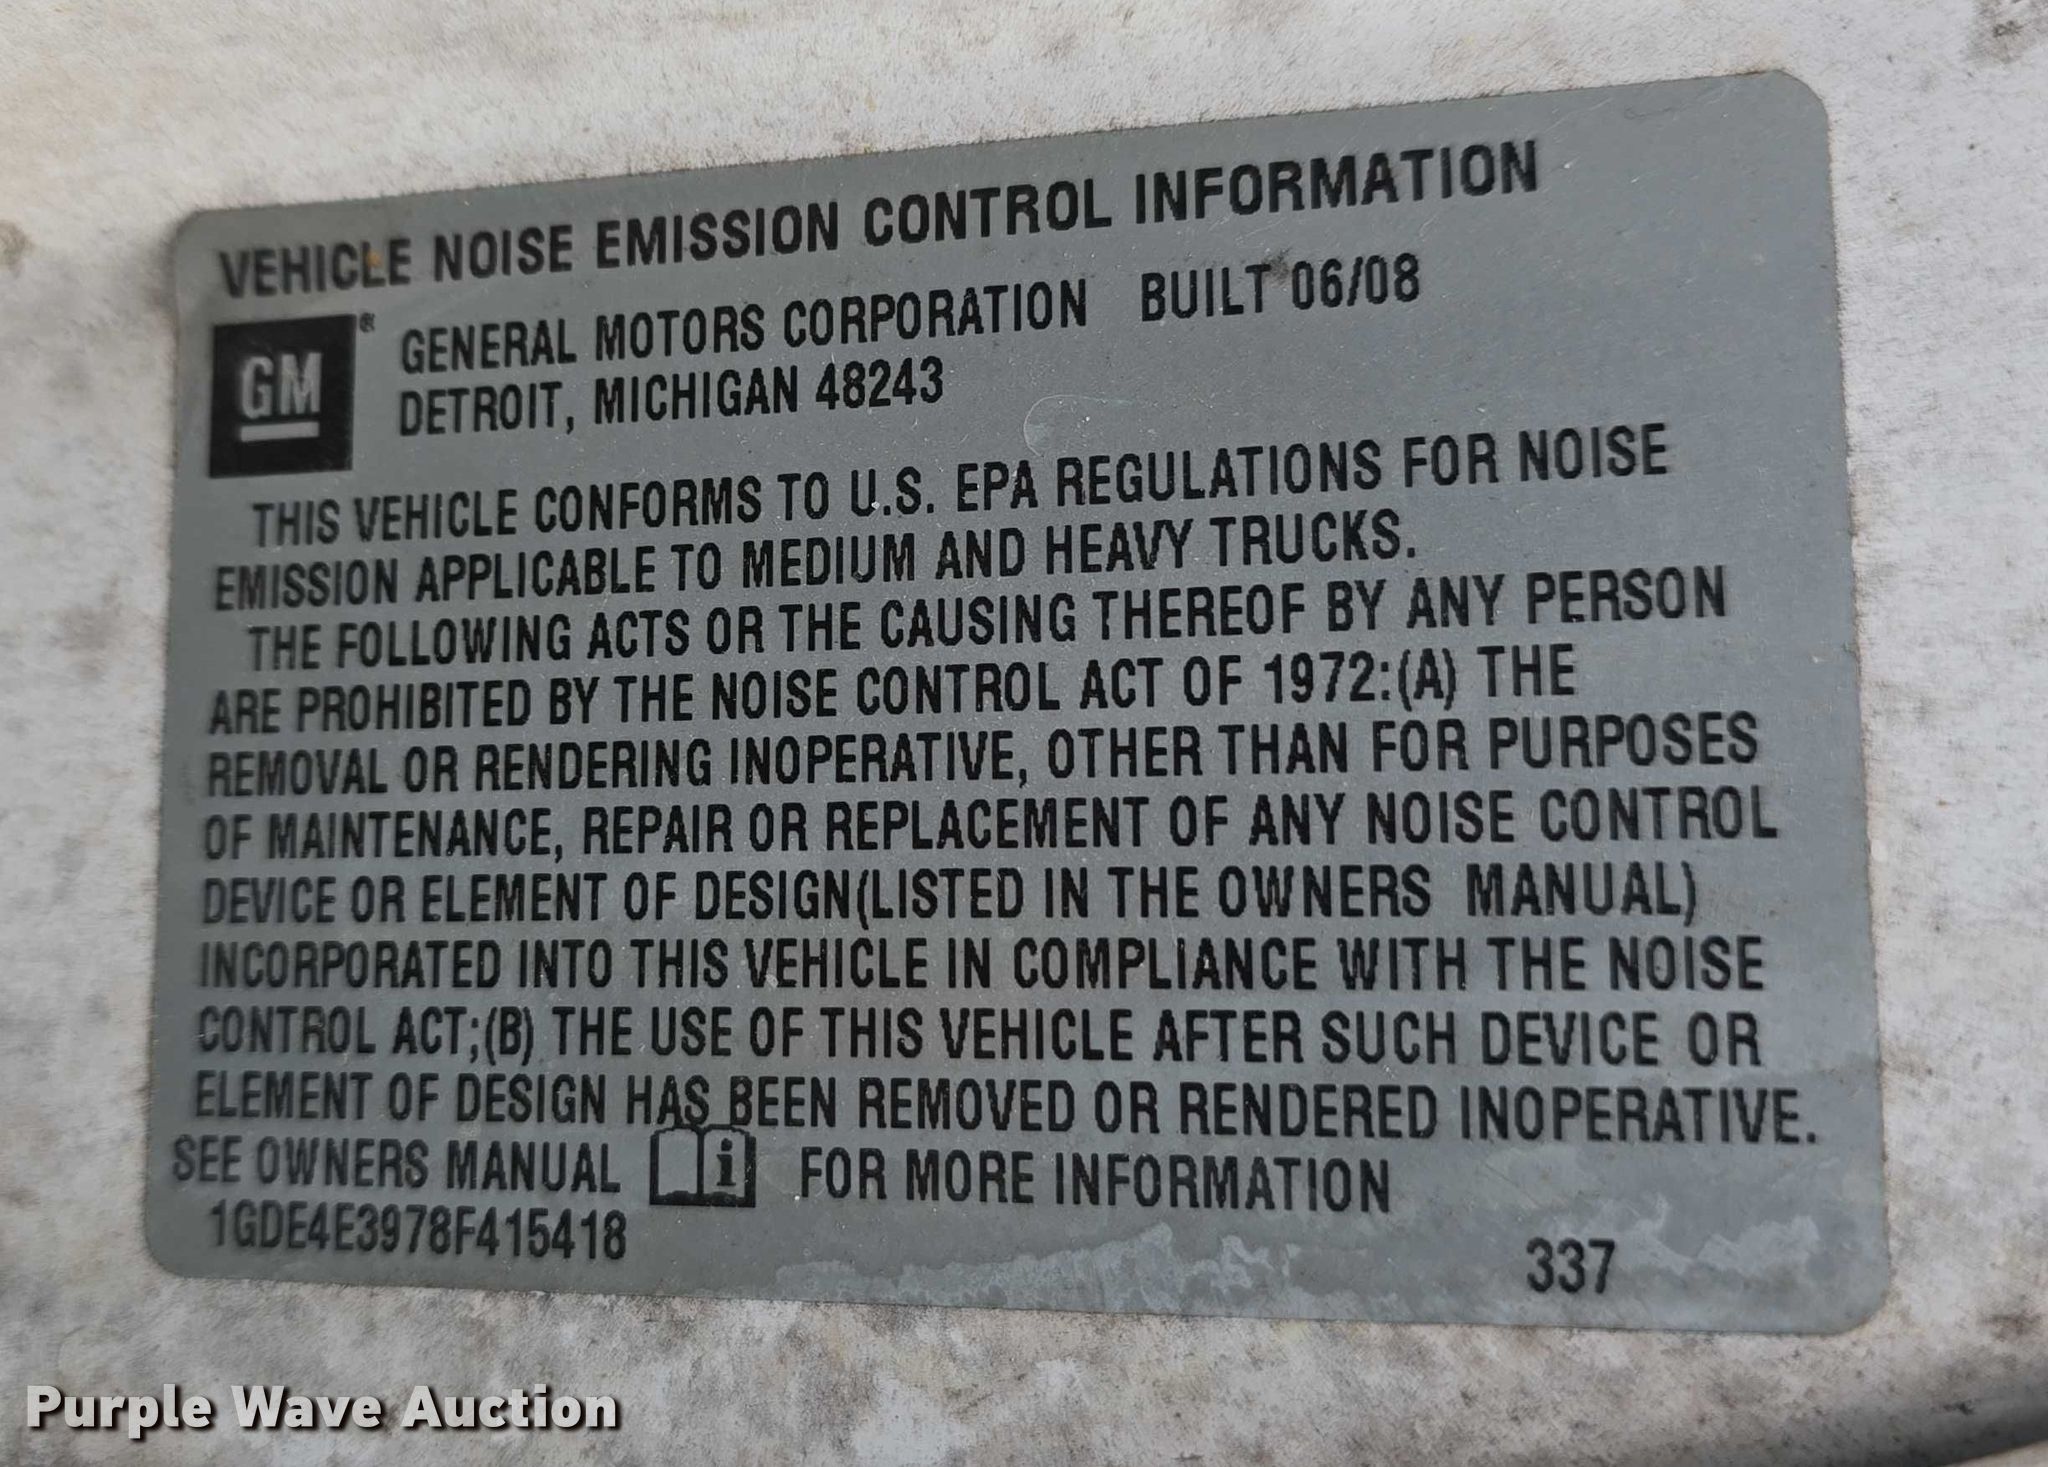 VEHICLE NOISE EMISSION CONTROL INFORMATION
GM®
GENERAL MOTORS CORPORATION BUILT 06/08
DETROIT, MICHIGAN 48243
THIS VEHICLE CONFORMS TO U.S. EPA REGULATIONS FOR NOISE
EMISSION APPLICABLE TO MEDIUM AND HEAVY TRUCKS.
THE FOLLOWING ACTS OR THE CAUSING THEREOF BY ANY PERSON
ARE PROHIBITED BY THE NOISE CONTROL ACT OF 1972:(A) THE
REMOVAL OR RENDERING INOPERATIVE, OTHER THAN FOR PURPOSES
OF MAINTENANCE, REPAIR OR REPLACEMENT OF ANY NOISE CONTROL
DEVICE OR ELEMENT OF DESIGN(LISTED IN THE OWNERS MANUAL)
INCORPORATED INTO THIS VEHICLE IN COMPLIANCE WITH THE NOISE
CONTROL ACT;(B) THE USE OF THIS VEHICLE AFTER SUCH DEVICE OR
ELEMENT OF DESIGN HAS BEEN REMOVED OR RENDERED INOPERATIVE.
SEE OWNERS MANUAL i FOR MORE INFORMATION
1GDE4E3978F415418
337
Purple Wave Auction